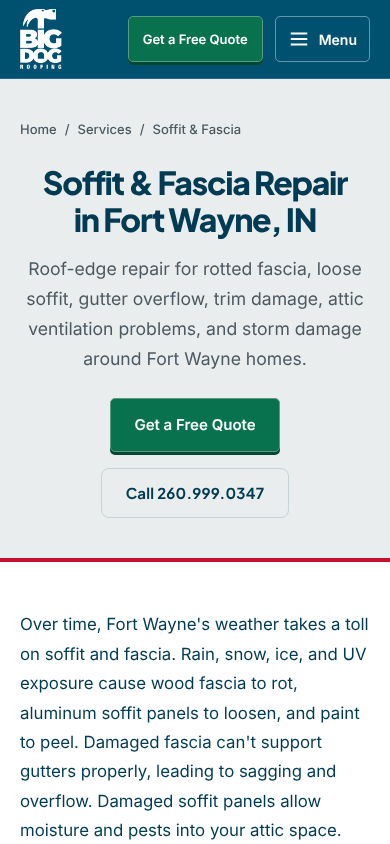 BIG
DOG
ROOFING
Get a Free Quote
Menu
Home / Services / Soffit & Fascia
Soffit & Fascia Repair
in Fort Wayne, IN
Roof-edge repair for rotted fascia, loose
soffit, gutter overflow, trim damage, attic
ventilation problems, and storm damage
around Fort Wayne homes.
Get a Free Quote
Call 260.999.0347
Over time, Fort Wayne's weather takes a toll
on soffit and fascia. Rain, snow, ice, and UV
exposure cause wood fascia to rot,
aluminum soffit panels to loosen, and paint
to peel. Damaged fascia can't support
gutters properly, leading to sagging and
overflow. Damaged soffit panels allow
moisture and pests into your attic space.